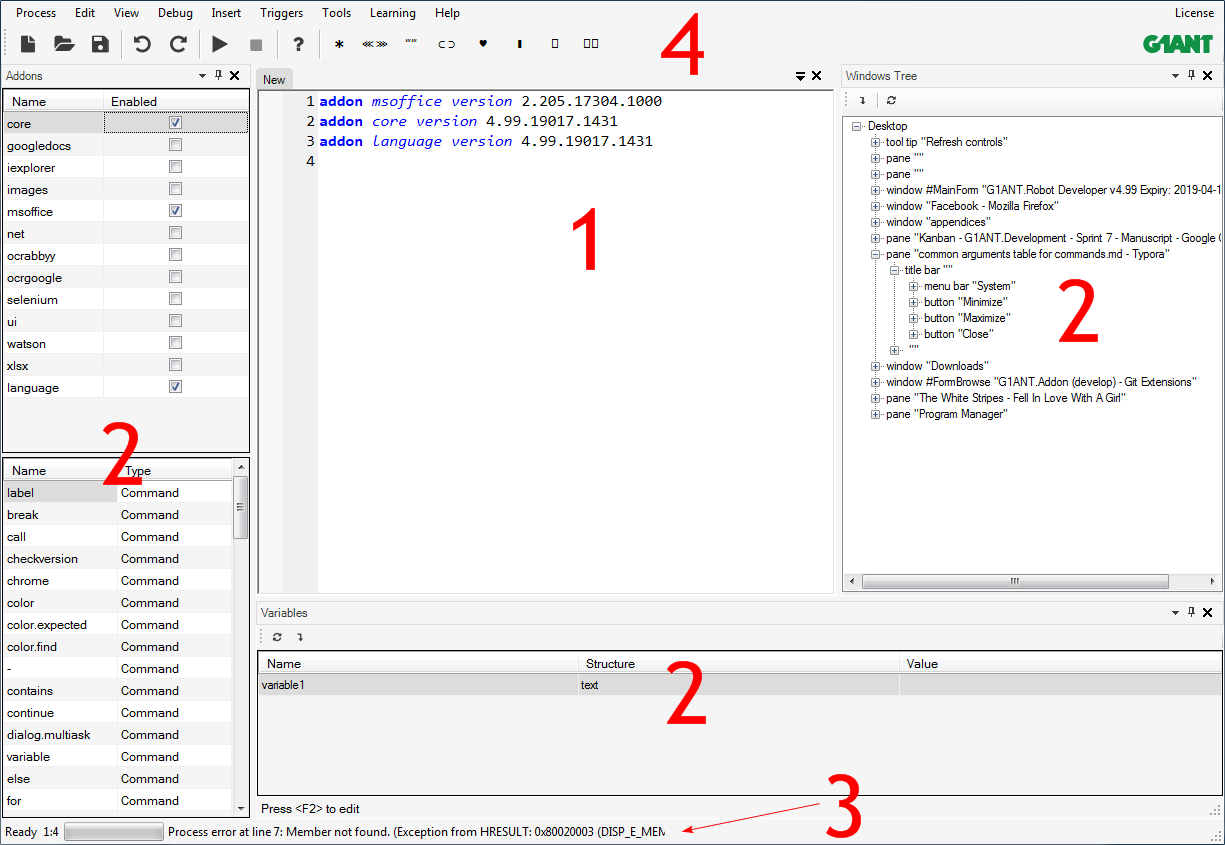 Process Edit View Debug Insert Triggers Tools Learning Help License
? * «« »» "" ⊂⊃ ♥ 4 G1ANT
Addons
Name Enabled
core
googledocs
iexplorer
images
msoffice
net
ocrabbyy
ocrgoogle
selenium
ui
watson
xlsx
language
2
Name Type
label Command
break Command
call Command
checkversion Command
chrome Command
color Command
color.expected Command
color.find Command
- Command
contains Command
continue Command
dialog.multiask Command
variable Command
else Command
for Command
New
1 addon msoffice version 2.205.17304.1000
2 addon core version 4.99.19017.1431
3 addon language version 4.99.19017.1431
4
1
Windows Tree
Desktop
tool tip "Refresh controls"
pane ""
pane ""
window #MainForm "G1ANT.Robot Developer v4.99 Expiry: 2019-04-1
window "Facebook - Mozilla Firefox"
window "appendices"
pane "Kanban - G1ANT.Development - Sprint 7 - Manuscript - Google C
pane "common arguments table for commands.md - Typora"
title bar ""
menu bar "System"
button "Minimize"
button "Maximize"
button "Close"
""
window "Downloads"
window #FormBrowse "G1ANT.Addon (develop) - Git Extensions"
pane "The White Stripes - Fell In Love With A Girl"
pane "Program Manager"
2
Variables
Name Structure Value
variable1 text
2
Press <F2> to edit
Ready 1:4 Process error at line 7: Member not found. (Exception from HRESULT: 0x80020003 (DISP_E_MEM
3